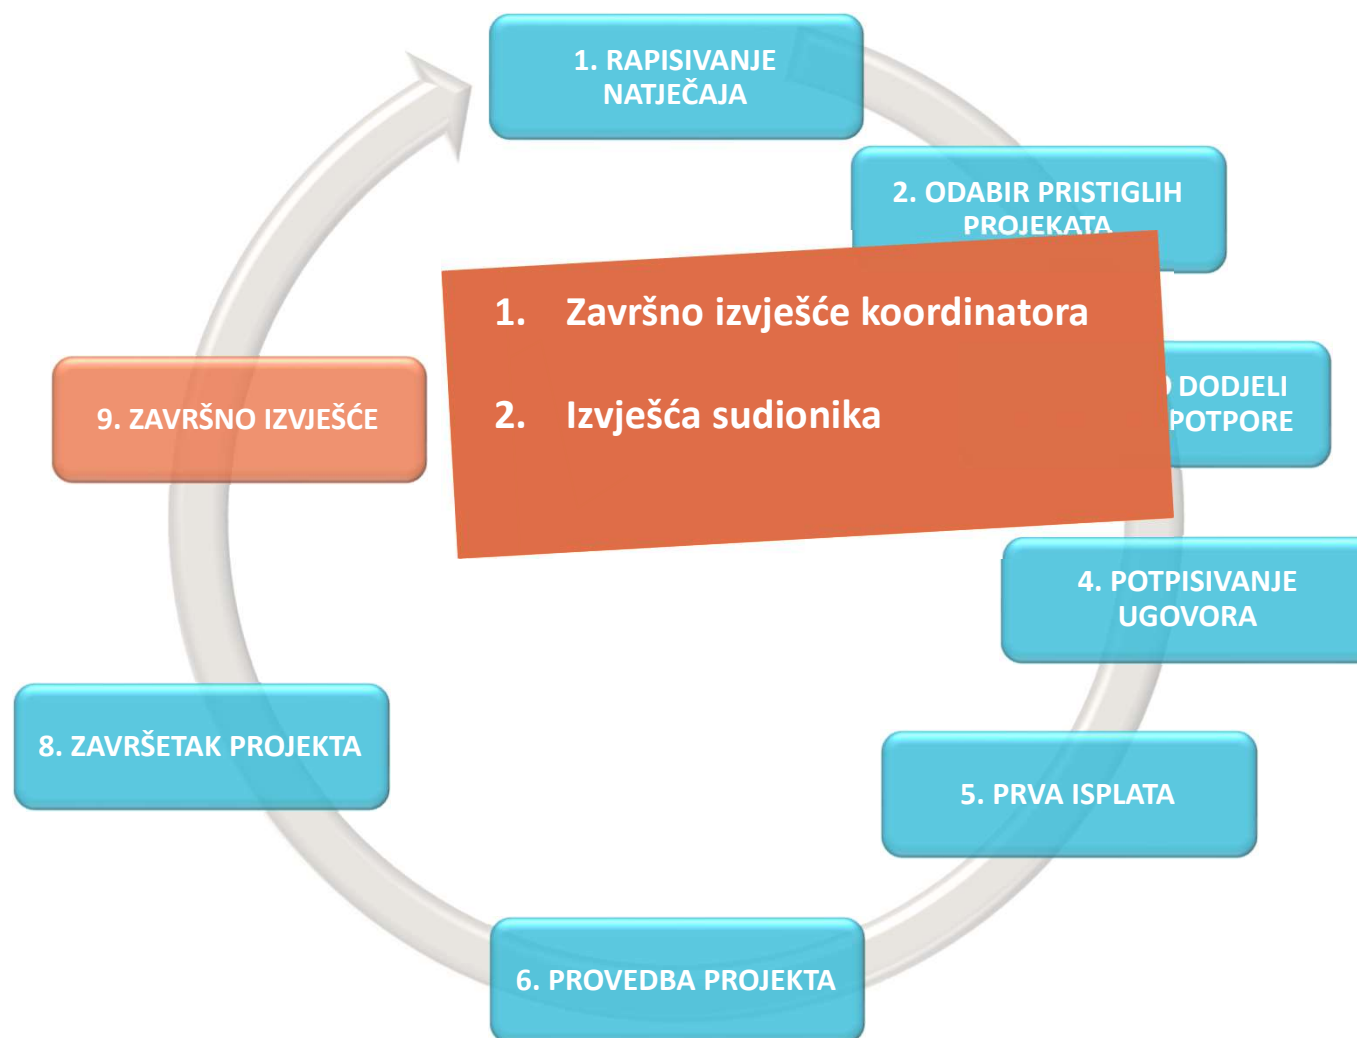 1. RAPISIVANJE
NATJEČAJA
2. ODABIR PRISTIGLIH
PROJEKATA
1. Završno izvješće koordinatora
2. Izvješća sudionika
DODJELI
POTPORE
4. POTPISIVANJE
UGOVORA
5. PRVA ISPLATA
6. PROVEDBA PROJEKTA
8. ZAVRŠETAK PROJEKTA
9. ZAVRŠNO IZVJEŠĆE